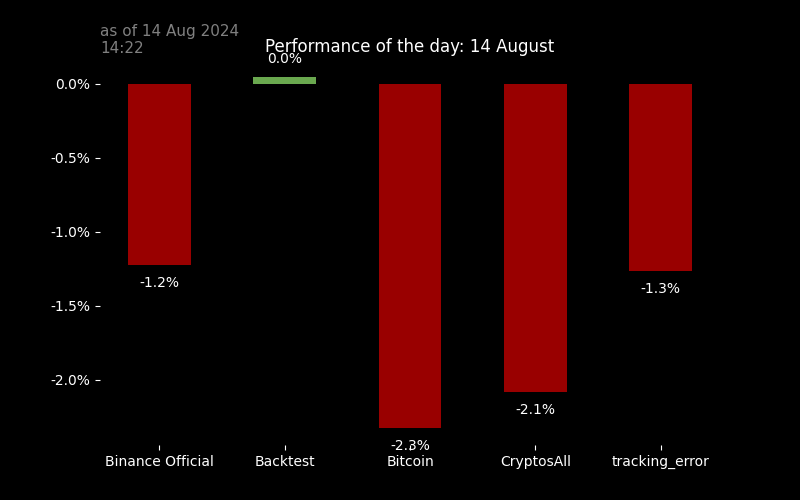 as of 14 Aug 2024
14:22
Performance of the day: 14 August
0.0%
0.0%
-0.5%
-1.0%
-1.2%
-1.3%
-1.5%
-2.0%
-2.1%
-2.3%
Binance Official
Backtest
Bitcoin
CryptosAll
tracking_error